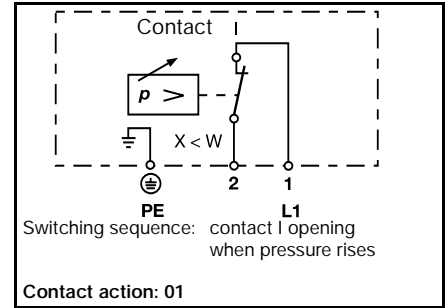 Contact I
p >
X < W
2 1
PE L1
Switching sequence: contact I opening
when pressure rises
Contact action: 01